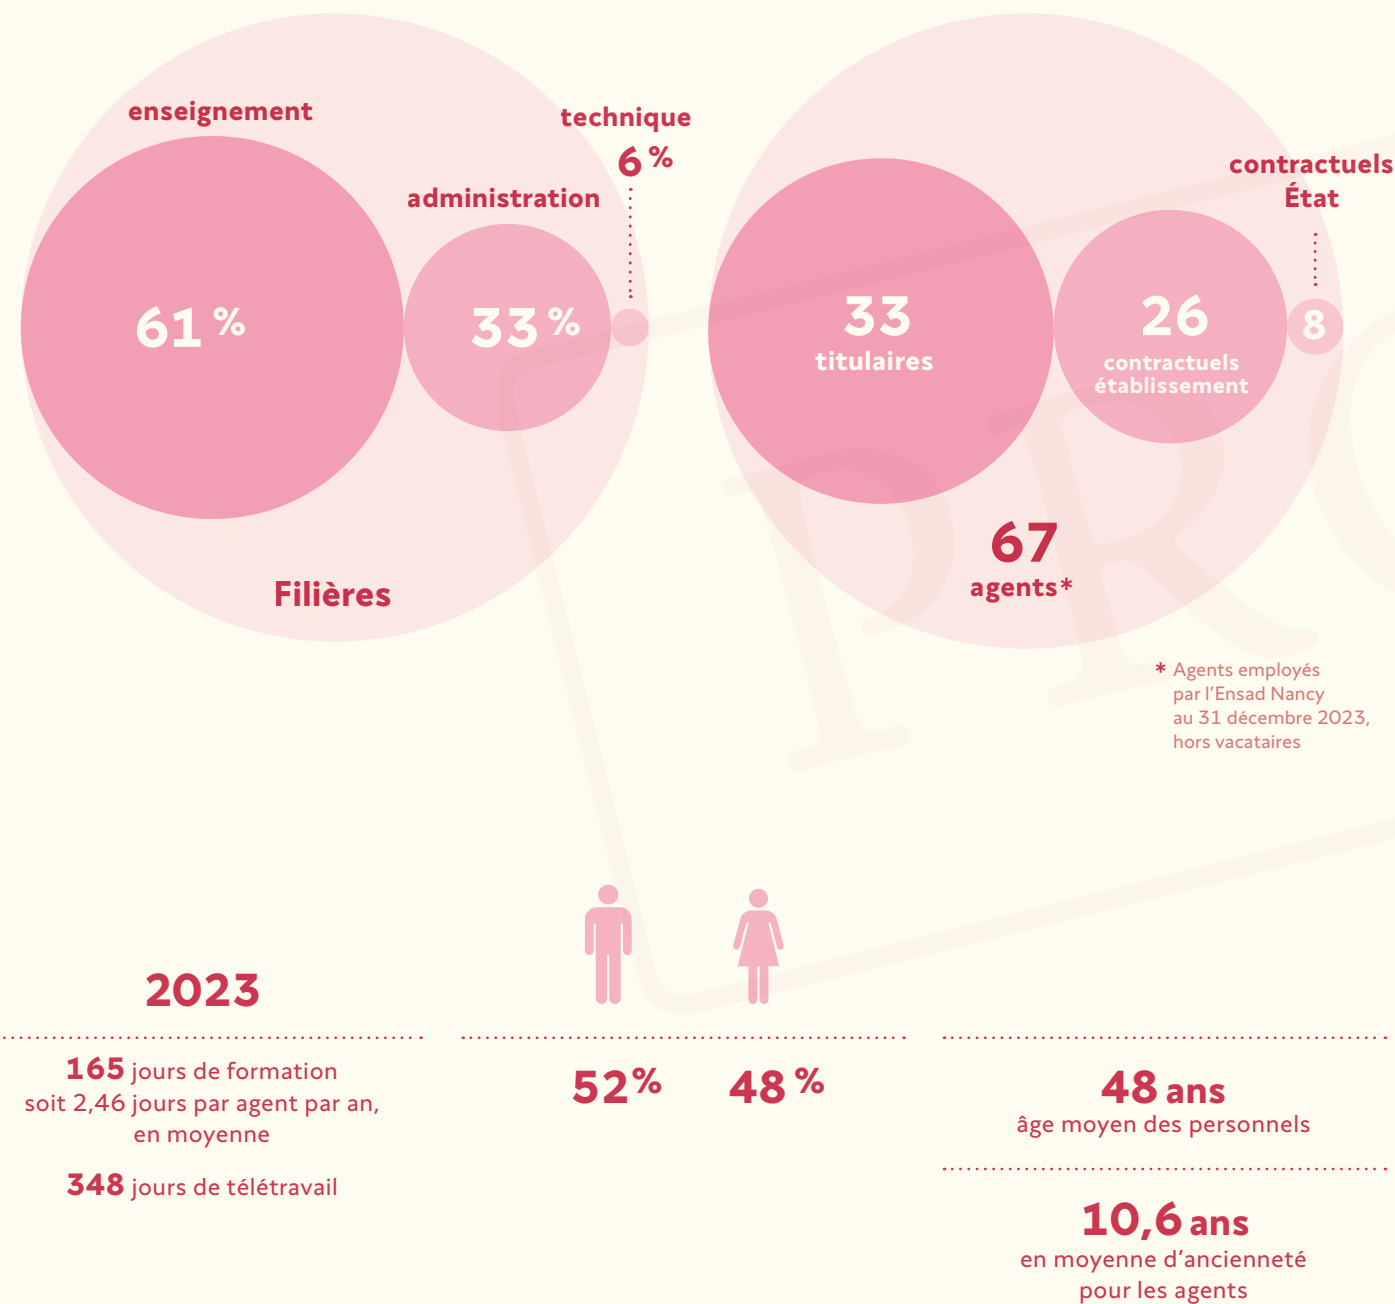 enseignement
61 %
administration
33 %
technique
6 %
Filières
33
titulaires
26
contractuels
établissement
contractuels
État
8
67
agents*
* Agents employés
par l'Ensad Nancy
au 31 décembre 2023,
hors vacataires
2023
165 jours de formation
soit 2,46 jours par agent par an,
en moyenne
348 jours de télétravail
52 %
48 %
48 ans
âge moyen des personnels
10,6 ans
en moyenne d'ancienneté
pour les agents